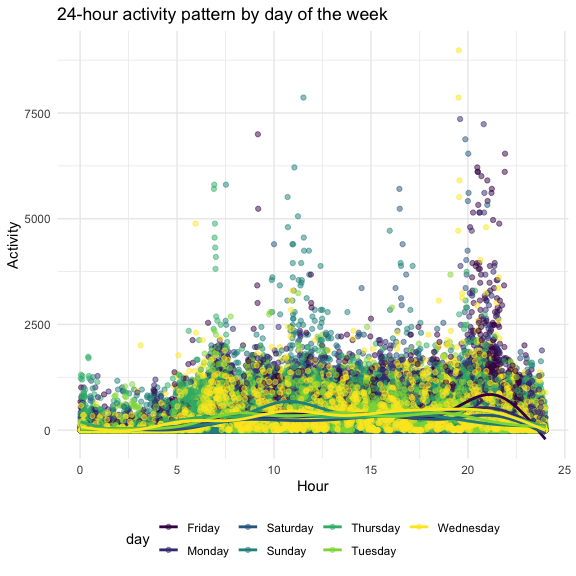 24-hour activity pattern by day of the week
Activity
7500
5000
2500
0
0 5 10 15 20 25
Hour
day
Friday Saturday Thursday Wednesday
Monday Sunday Tuesday